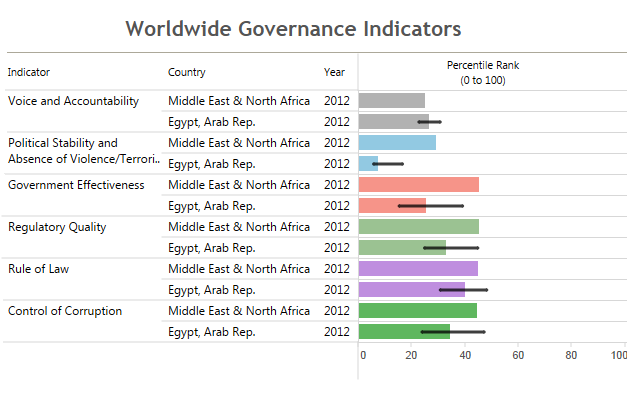 Worldwide Governance Indicators
Indicator Country Year Percentile Rank
(0 to 100)
Voice and Accountability Middle East & North Africa 2012
Egypt, Arab Rep. 2012
Political Stability and Middle East & North Africa 2012
Absence of Violence/Terrori.. Egypt, Arab Rep. 2012
Government Effectiveness Middle East & North Africa 2012
Egypt, Arab Rep. 2012
Regulatory Quality Middle East & North Africa 2012
Egypt, Arab Rep. 2012
Rule of Law Middle East & North Africa 2012
Egypt, Arab Rep. 2012
Control of Corruption Middle East & North Africa 2012
Egypt, Arab Rep. 2012
0 20 40 60 80 100